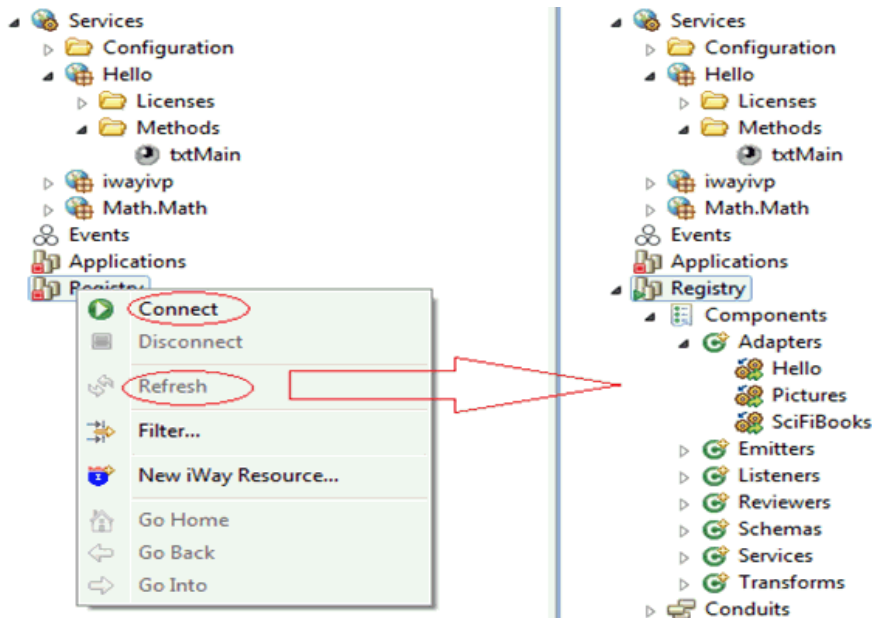 Services
Configuration
Hello
Licenses
Methods
txtMain
iwayivp
Math.Math
Events
Applications
Registry
Connect
Disconnect
Refresh
Filter...
New iWay Resource...
Go Home
Go Back
Go Into
Services
Configuration
Hello
Licenses
Methods
txtMain
iwayivp
Math.Math
Events
Applications
Registry
Components
Adapters
Hello
Pictures
SciFiBooks
Emitters
Listeners
Reviewers
Schemas
Services
Transforms
Conduits